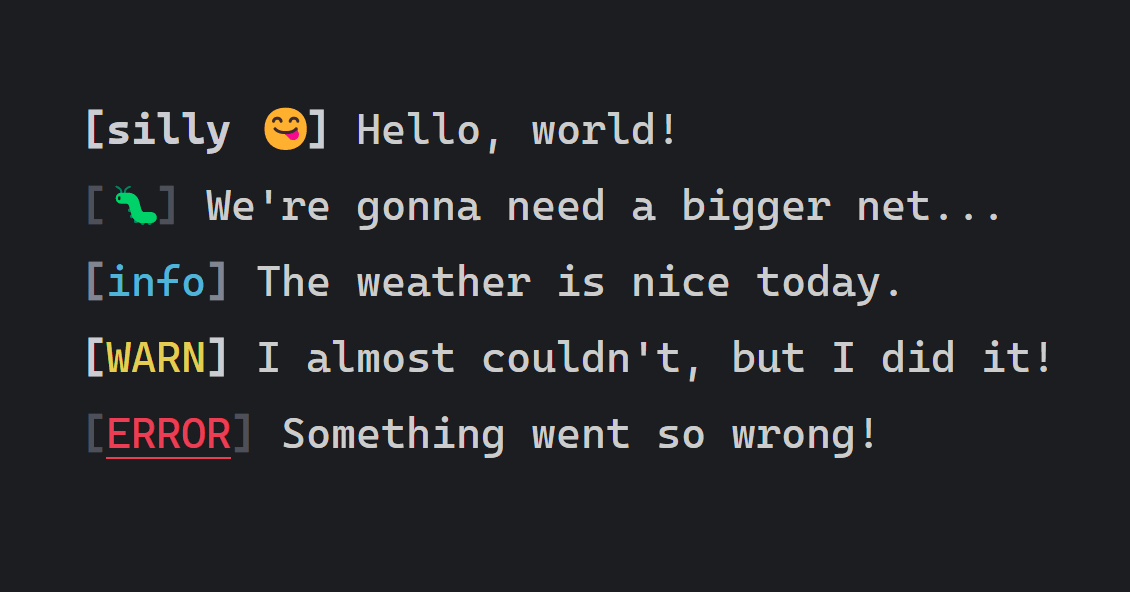 [silly 😋] Hello, world!
[🐛] We're gonna need a bigger net...
[info] The weather is nice today.
[WARN] I almost couldn't, but I did it!
[ERROR] Something went so wrong!